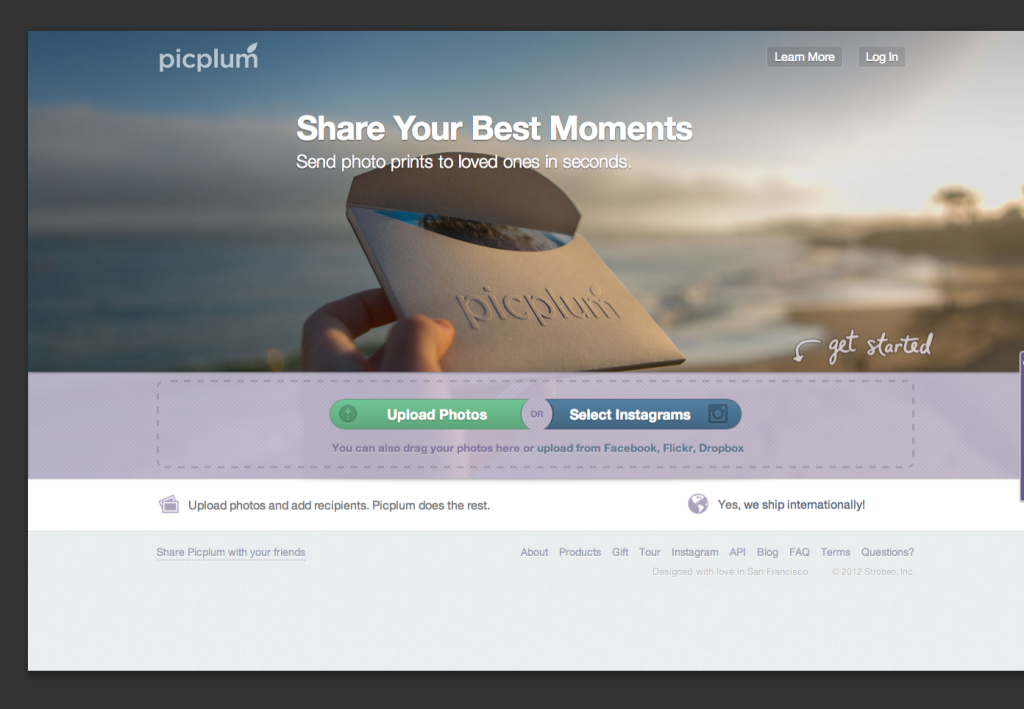 picplum
Learn More
Log In
Share Your Best Moments
Send photo prints to loved ones in seconds.
picplum
get started
Upload Photos
OR
Select Instagrams
You can also drag your photos here or upload from Facebook, Flickr, Dropbox
Upload photos and add recipients. Picplum does the rest.
Yes, we ship internationally!
Share Picplum with your friends
About Products Gift Tour Instagram API Blog FAQ Terms Questions?
Designed with love in San Francisco © 2012 Strobeo, Inc.